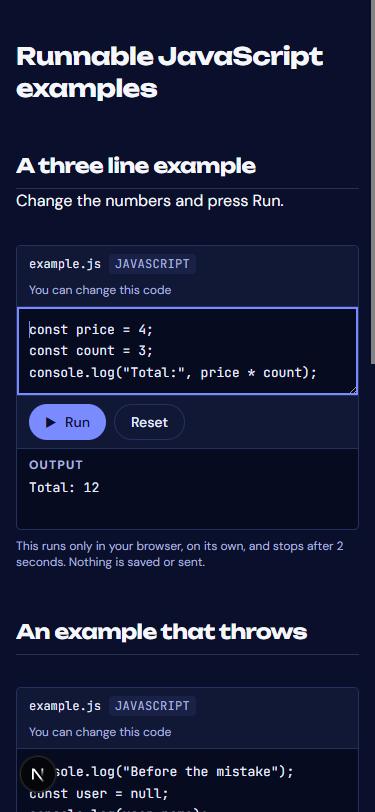 Runnable JavaScript
examples
A three line example
Change the numbers and press Run.
example.js JAVASCRIPT
You can change this code
const price = 4;
const count = 3;
console.log("Total:", price * count);
Run Reset
OUTPUT
Total: 12
This runs only in your browser, on its own, and stops after 2
seconds. Nothing is saved or sent.
An example that throws
example.js JAVASCRIPT
You can change this code
sole.log("Before the mistake");
N
const user = null;